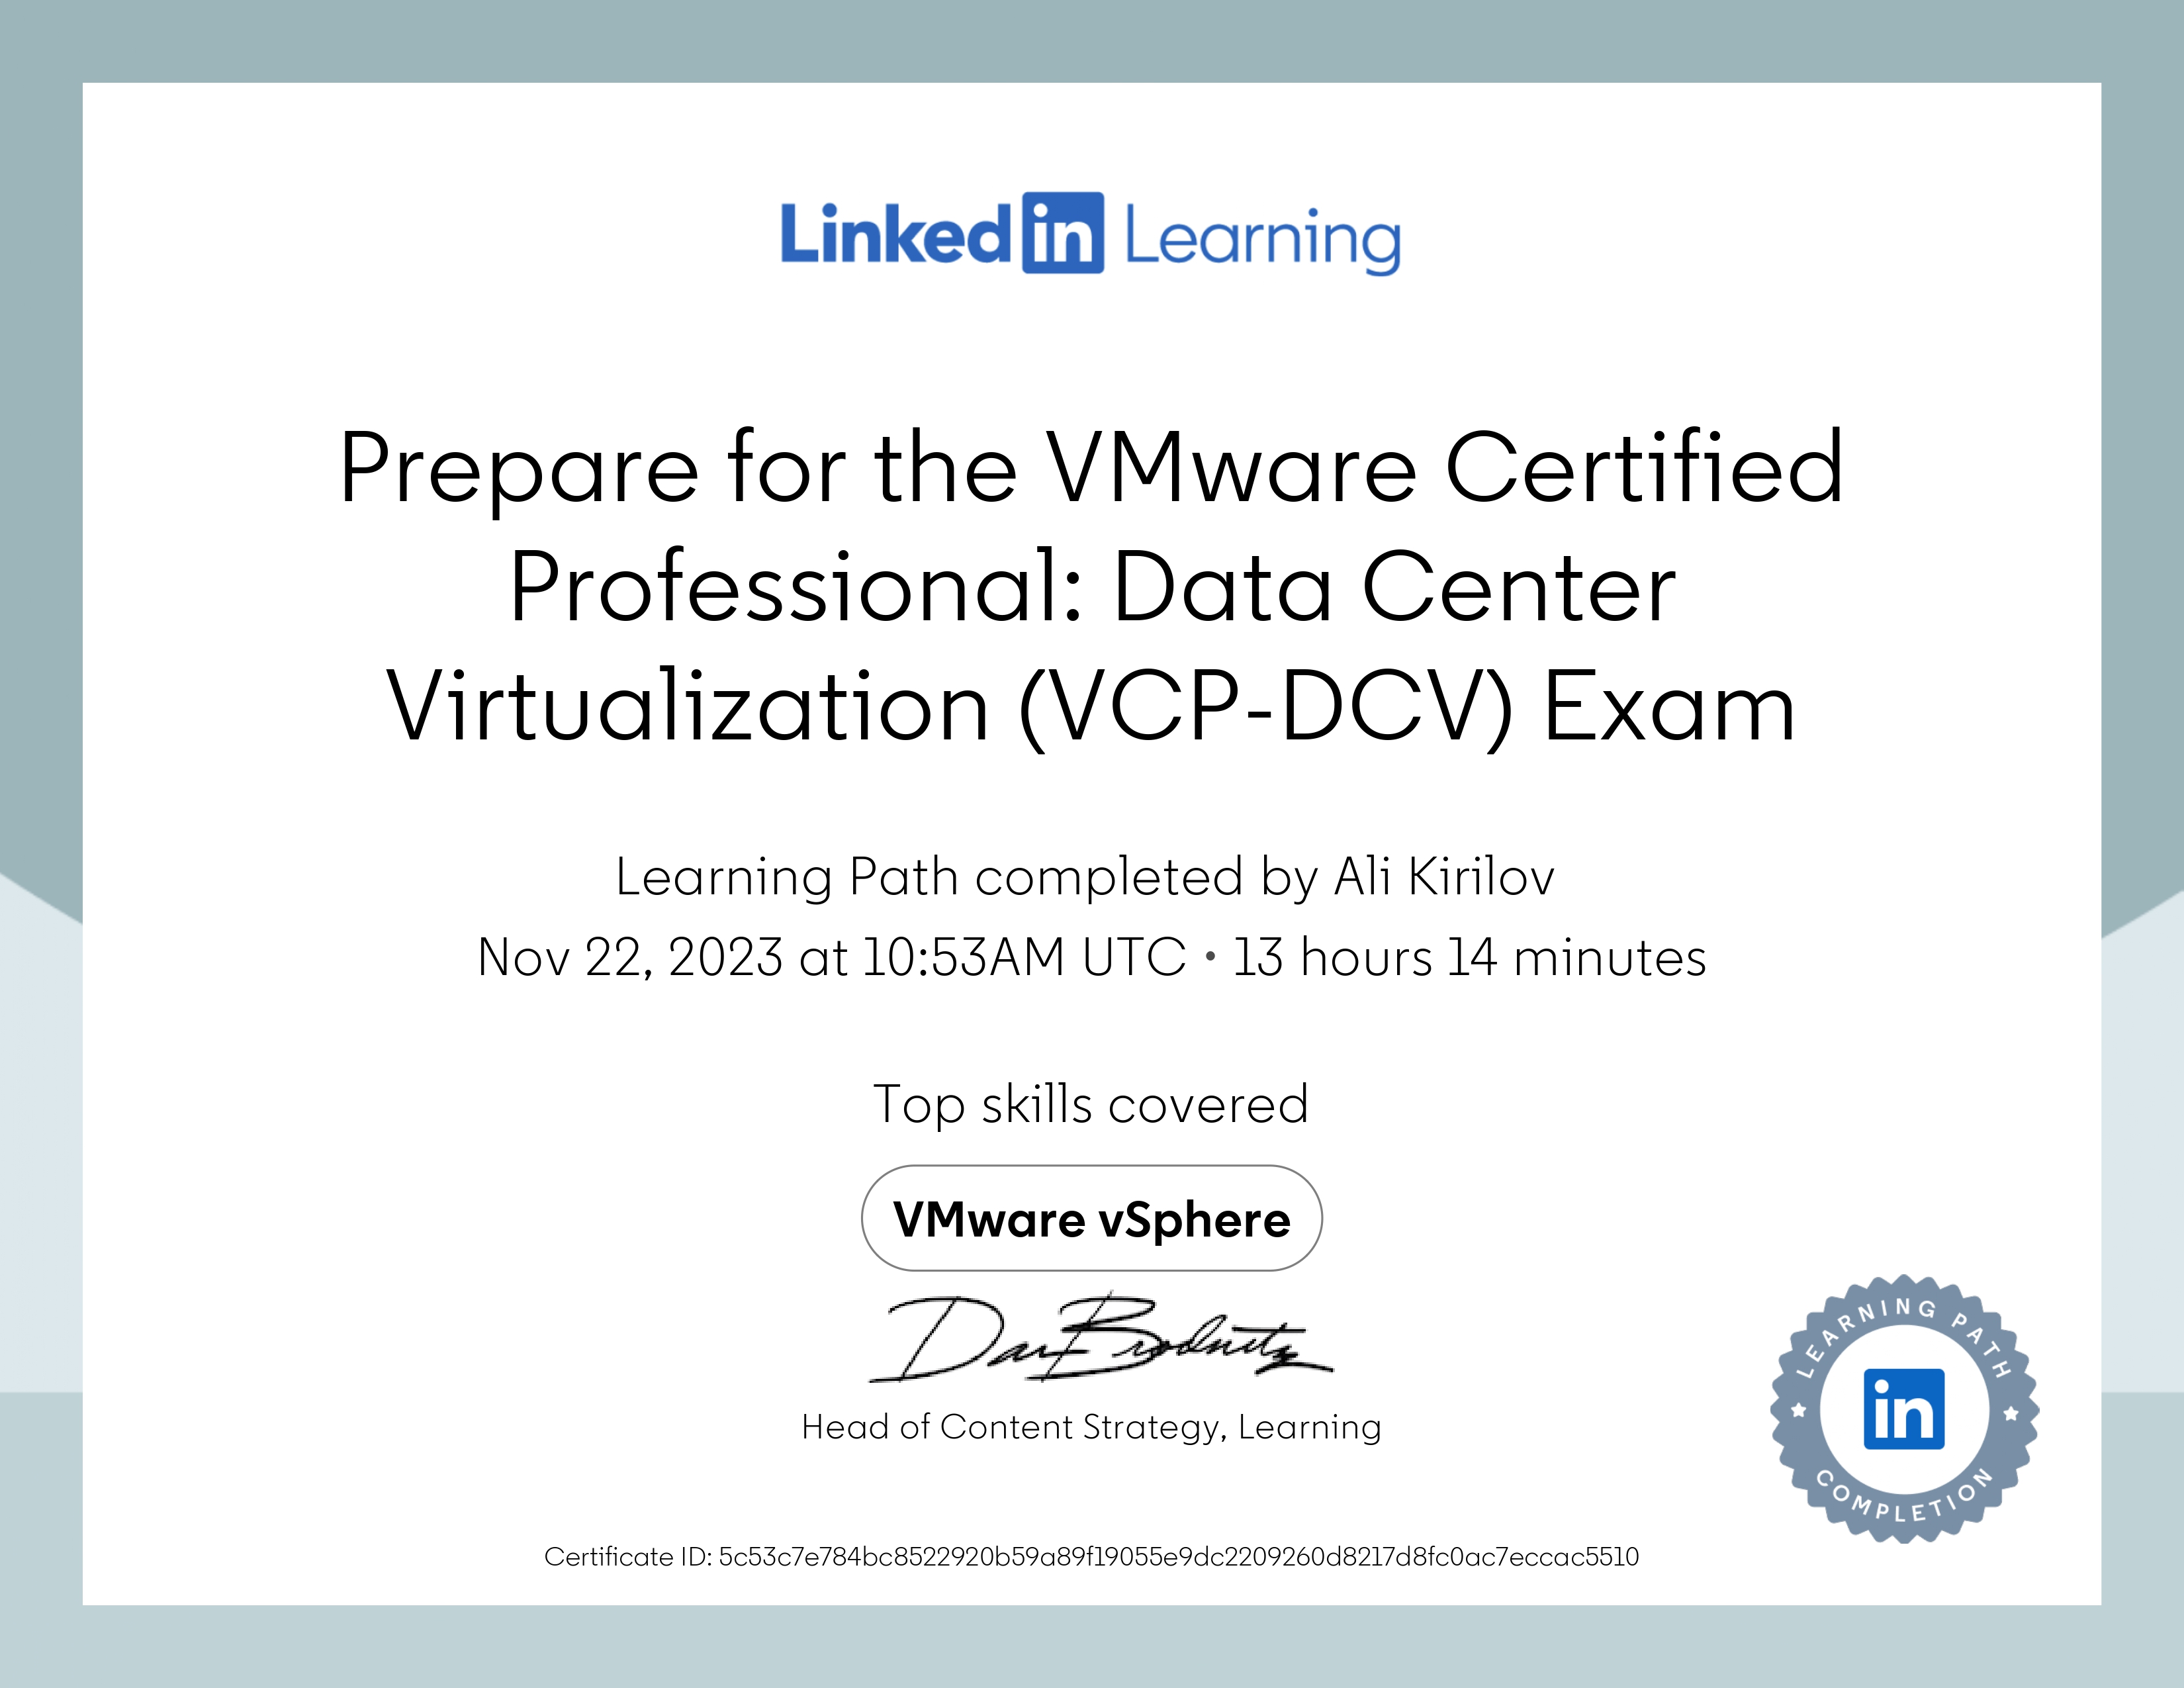 Linked in Learning
Prepare for the VMware Certified
Professional: Data Center
Virtualization (VCP-DCV) Exam
Learning Path completed by Ali Kirilov
Nov 22, 2023 at 10:53AM UTC • 13 hours 14 minutes
Top skills covered
VMware vSphere
Dan Brodnitz
Head of Content Strategy, Learning
LEARNING PATH
in
COMPLETION
Certificate ID: 5c53c7e784bc8522920b59a89f19055e9dc2209260d8217d8fc0ac7eccac5510